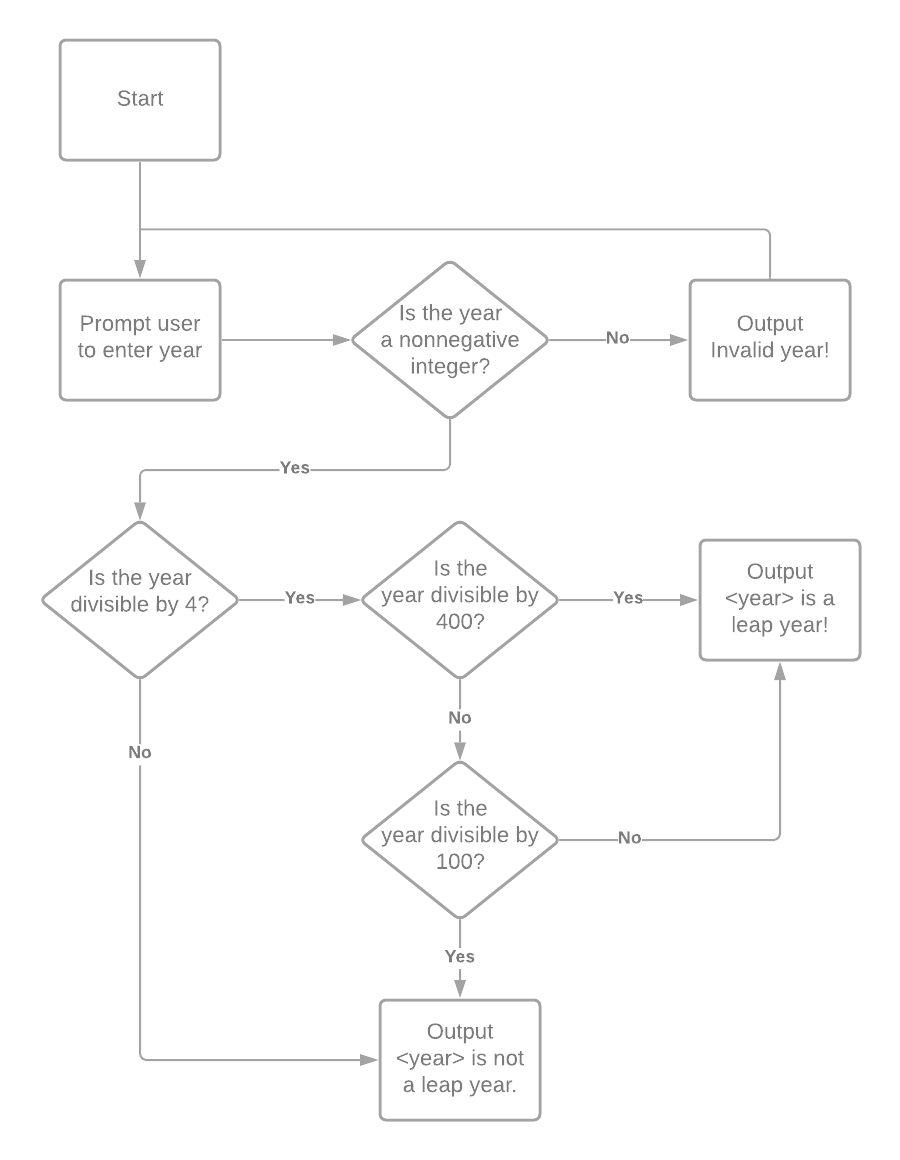 Start
Prompt user
to enter year
Is the year
a nonnegative
integer?
No
Output
Invalid year!
Yes
Is the year
divisible by 4?
Yes
Is the
year divisible by
400?
Yes
Output
<year> is a
leap year!
No
No
Is the
year divisible by
100?
No
Yes
Output
<year> is not
a leap year.